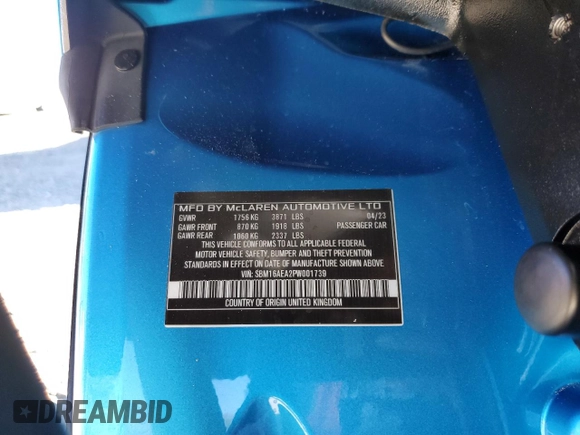 MFD BY McLAREN AUTOMOTIVE LTD
GVWR 1756 KG 3871 LBS 04/23
GAWR FRONT 870 KG 1918 LBS PASSENGER CAR
GAWR REAR 1060 KG 2337 LBS
THIS VEHICLE CONFORMS TO ALL APPLICABLE FEDERAL
MOTOR VEHICLE SAFETY, BUMPER AND THEFT PREVENTION
STANDARDS IN EFFECT ON DATE OF MANUFACTURE SHOWN ABOVE
VIN: SBM16AEA2PW001739
COUNTRY OF ORIGIN UNITED KINGDOM
DREAMBID